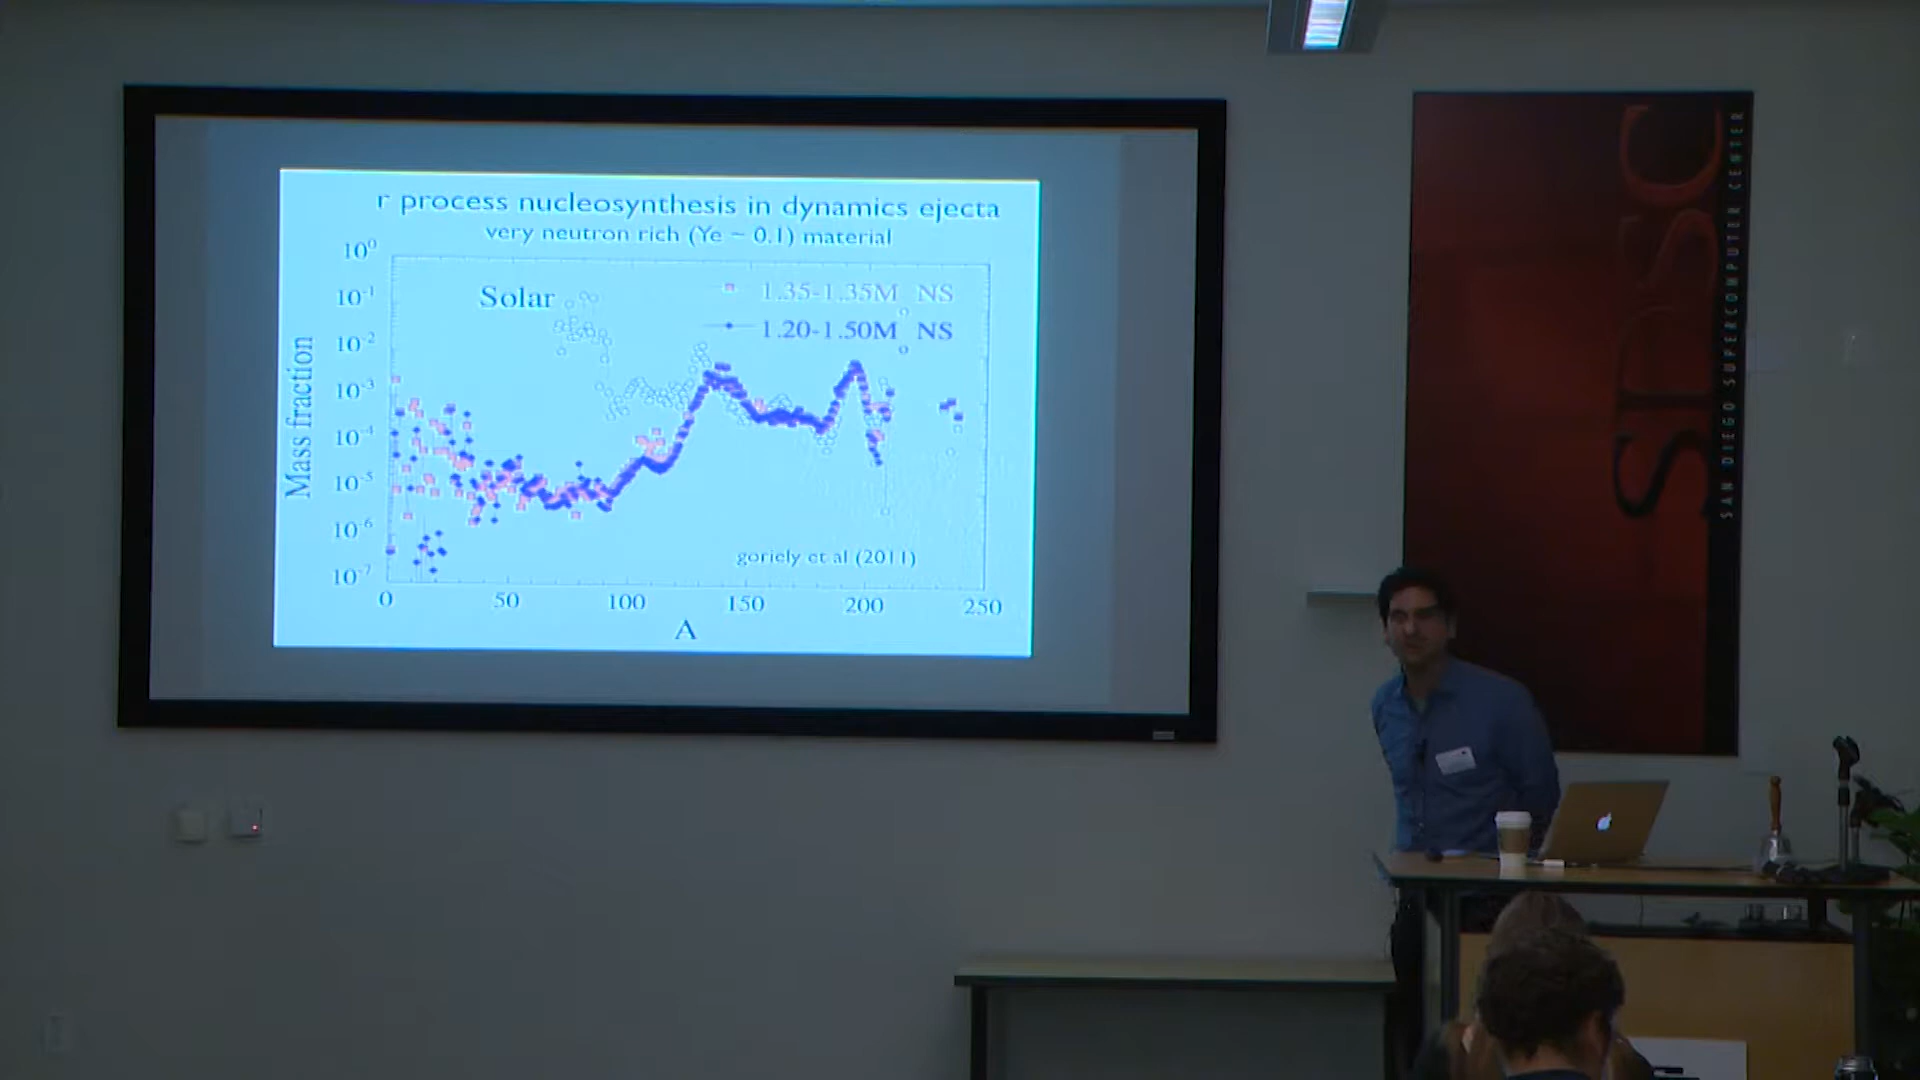 r process nucleosynthesis in dynamics ejecta
very neutron rich (Ye ~ 0.1) material
10⁰
10⁻¹
10⁻²
10⁻³
10⁻⁴
10⁻⁵
10⁻⁶
10⁻⁷
Mass fraction
Solar
1.35-1.35M⊙ NS
1.20-1.50M⊙ NS
goriely et al (2011)
0 50 100 150 200 250
A
SDSC
SAN DIEGO SUPERCOMPUTER CENTER